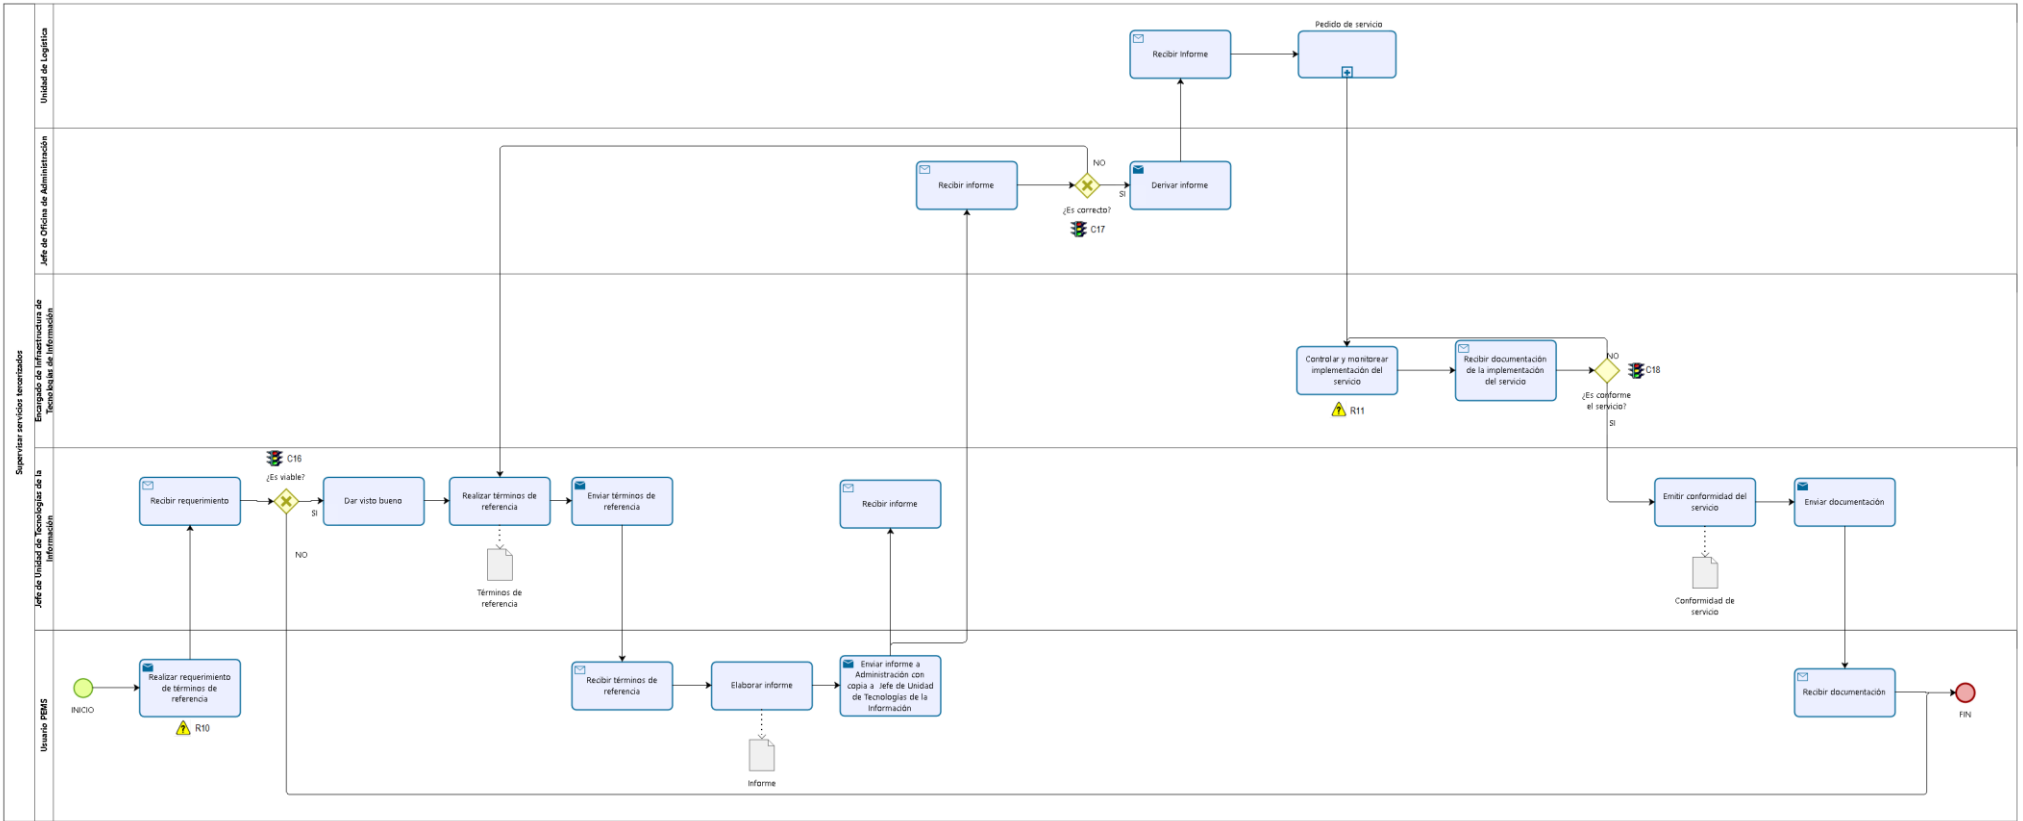 Supervisar servicios tercerizados
Unidad de Logística
Pedido de servicio
Recibir Informe
Jefe de Oficina de Administración
Recibir informe
NO
SI
¿Es correcto?
C17
Derivar informe
Encargado de Infraestructura de
Tecnologías de Información
Controlar y monitorear
implementación del
servicio
R11
Recibir documentación
de la implementación
del servicio
NO
C18
¿Es conforme
el servicio?
SI
Jefe de Unidad de Tecnologías de la
Información
Recibir requerimiento
C16
¿Es viable?
SI
NO
Dar visto bueno
Realizar términos de
referencia
Términos de
referencia
Enviar términos de
referencia
Recibir informe
Emitir conformidad del
servicio
Conformidad de
servicio
Enviar documentación
Usuario PEMS
INICIO
Realizar requerimiento
de términos de
referencia
R10
Recibir términos de
referencia
Elaborar informe
Informe
Enviar informe a
Administración con
copia a Jefe de Unidad
de Tecnologías de la
Información
Recibir documentación
FIN